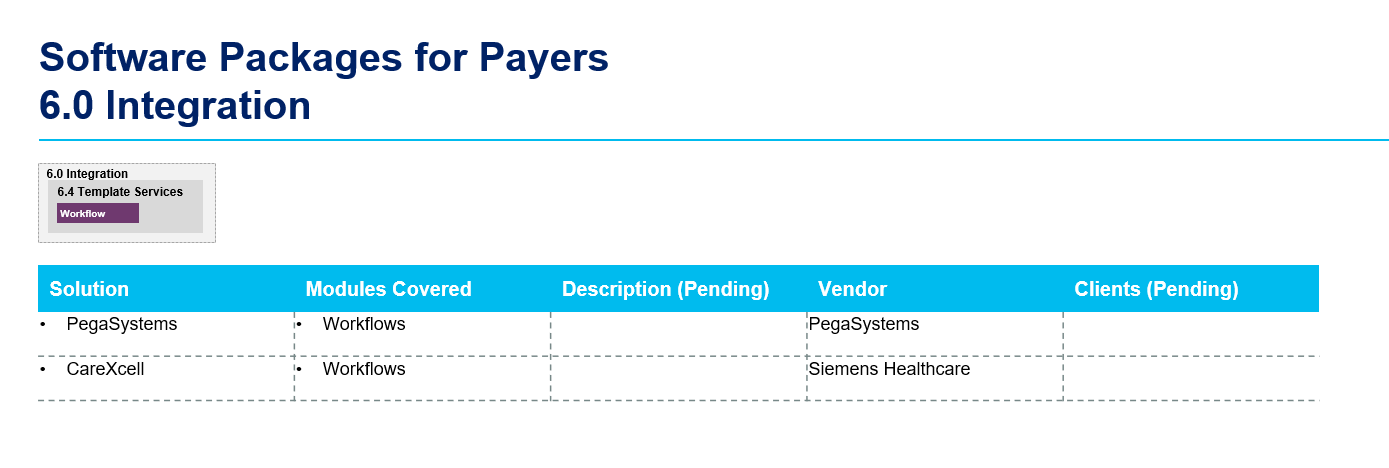 Software Packages for Payers
6.0 Integration
6.0 Integration
6.4 Template Services
Workflow
Solution Modules Covered Description (Pending) Vendor Clients (Pending)
• PegaSystems • Workflows PegaSystems
• CareXcell • Workflows Siemens Healthcare